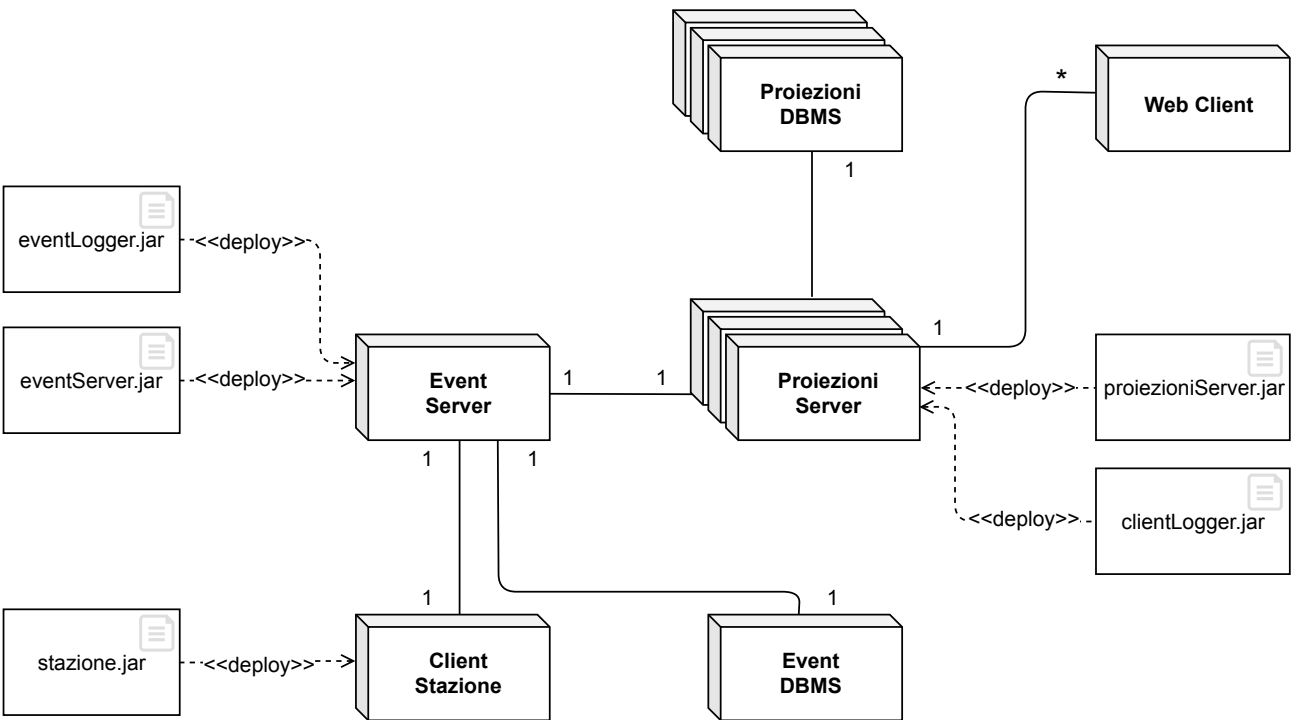 Proiezioni
DBMS
1
*
Web Client
eventLogger.jar
<<deploy>>
eventServer.jar
<<deploy>>
Event
Server
1
1
Proiezioni
Server
1
<<deploy>>
proiezioniServer.jar
1
1
<<deploy>>
clientLogger.jar
1
1
stazione.jar
<<deploy>>
Client
Stazione
Event
DBMS